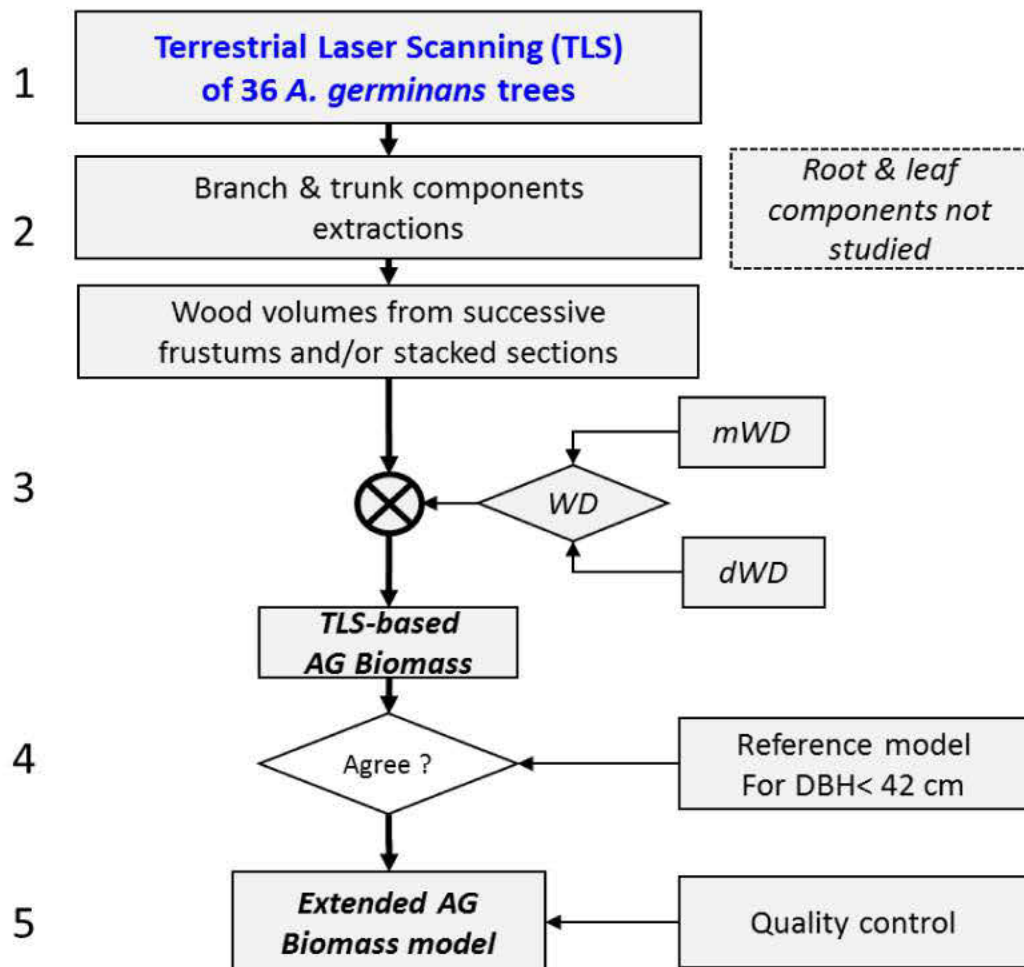 1
Terrestrial Laser Scanning (TLS)
of 36 A. germinans trees
2
Branch & trunk components
extractions
Root & leaf
components not
studied
Wood volumes from successive
frustums and/or stacked sections
3
mWD
WD
dWD
TLS-based
AG Biomass
4
Agree ?
Reference model
For DBH< 42 cm
5
Extended AG
Biomass model
Quality control